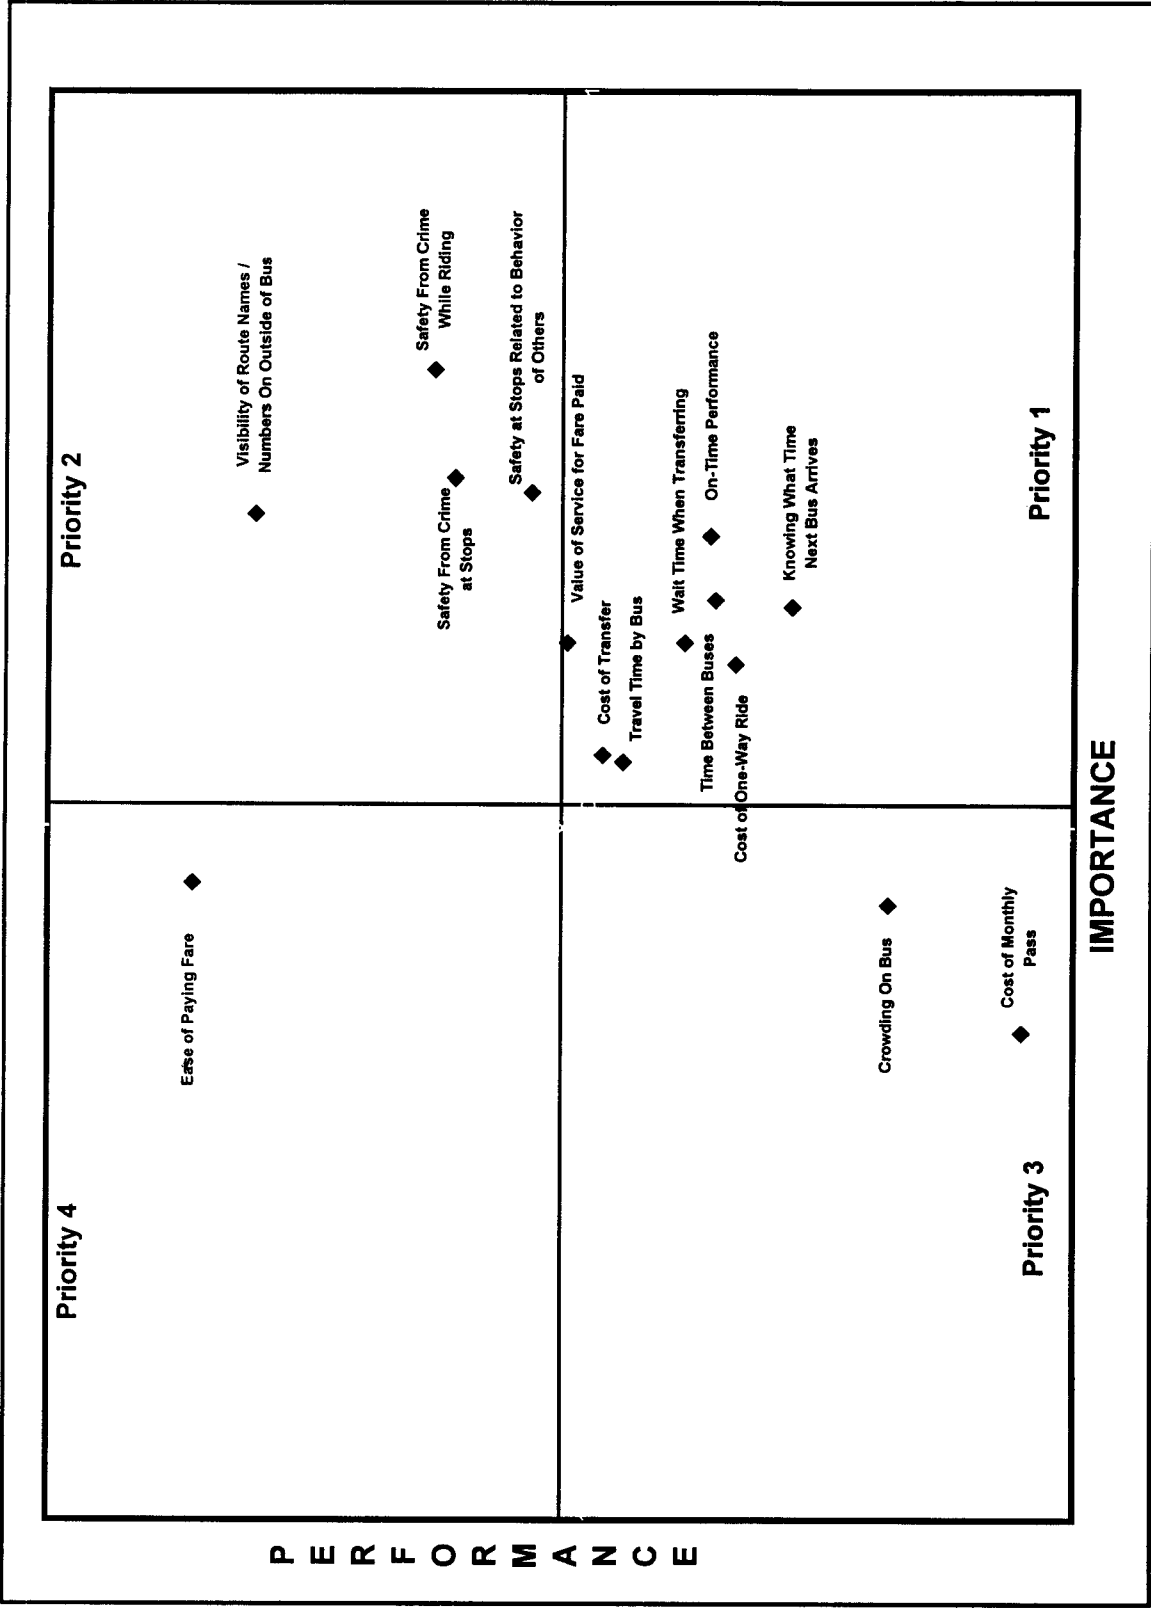 Priority 4
Priority 2
Ease of Paying Fare
Visibility of Route Names /
Numbers On Outside of Bus
Safety From Crime
While Riding
Safety From Crime
at Stops
Safety at Stops Related to Behavior
of Others
Value of Service for Fare Paid
Cost of Transfer
Travel Time by Bus
Wait Time When Transferring
Time Between Buses
On-Time Performance
Cost of One-Way Ride
Knowing What Time
Next Bus Arrives
Crowding On Bus
Cost of Monthly
Pass
Priority 3
Priority 1
PERFORMANCE
IMPORTANCE